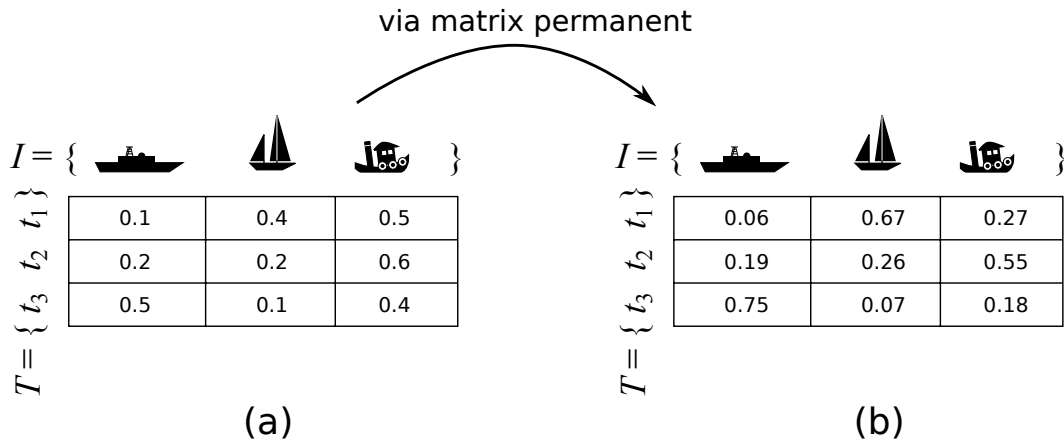 via matrix permanent
I = { } I = { }
t₁ 0.1 0.4 0.5 t₁ 0.06 0.67 0.27
t₂ 0.2 0.2 0.6 t₂ 0.19 0.26 0.55
t₃ 0.5 0.1 0.4 t₃ 0.75 0.07 0.18
T = { } T = { }
(a) (b)